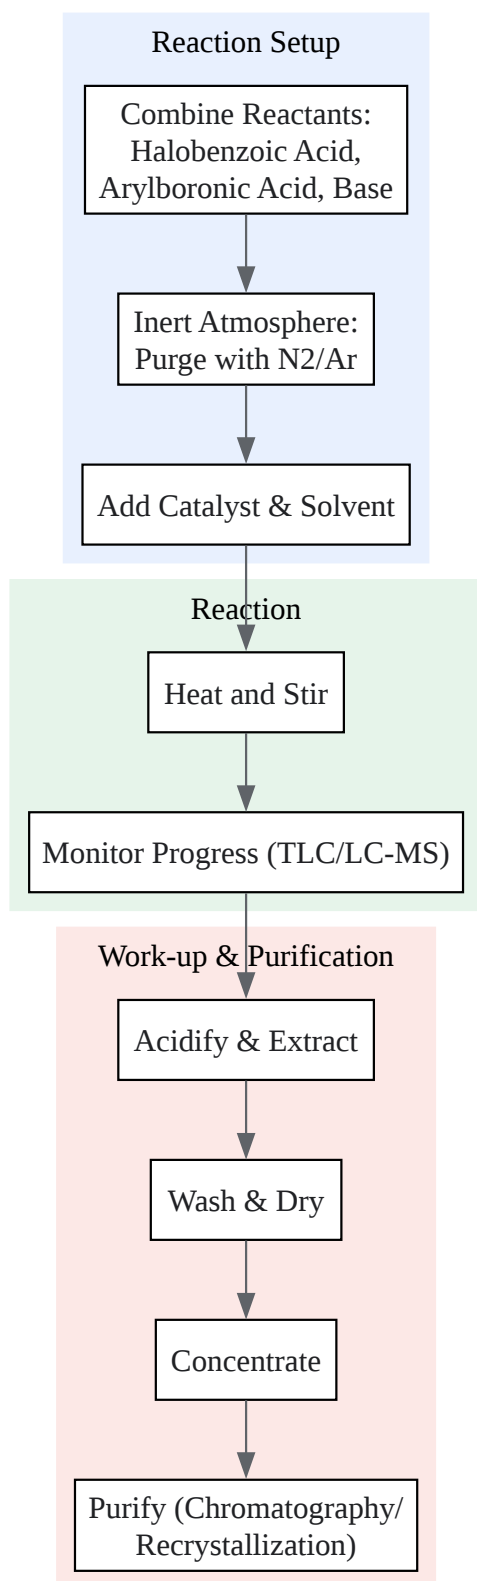 Reaction Setup
Combine Reactants:
Halobenzoic Acid,
Arylboronic Acid, Base
Inert Atmosphere:
Purge with N2/Ar
Add Catalyst & Solvent
Reaction
Heat and Stir
Monitor Progress (TLC/LC-MS)
Work-up & Purification
Acidify & Extract
Wash & Dry
Concentrate
Purify (Chromatography/
Recrystallization)